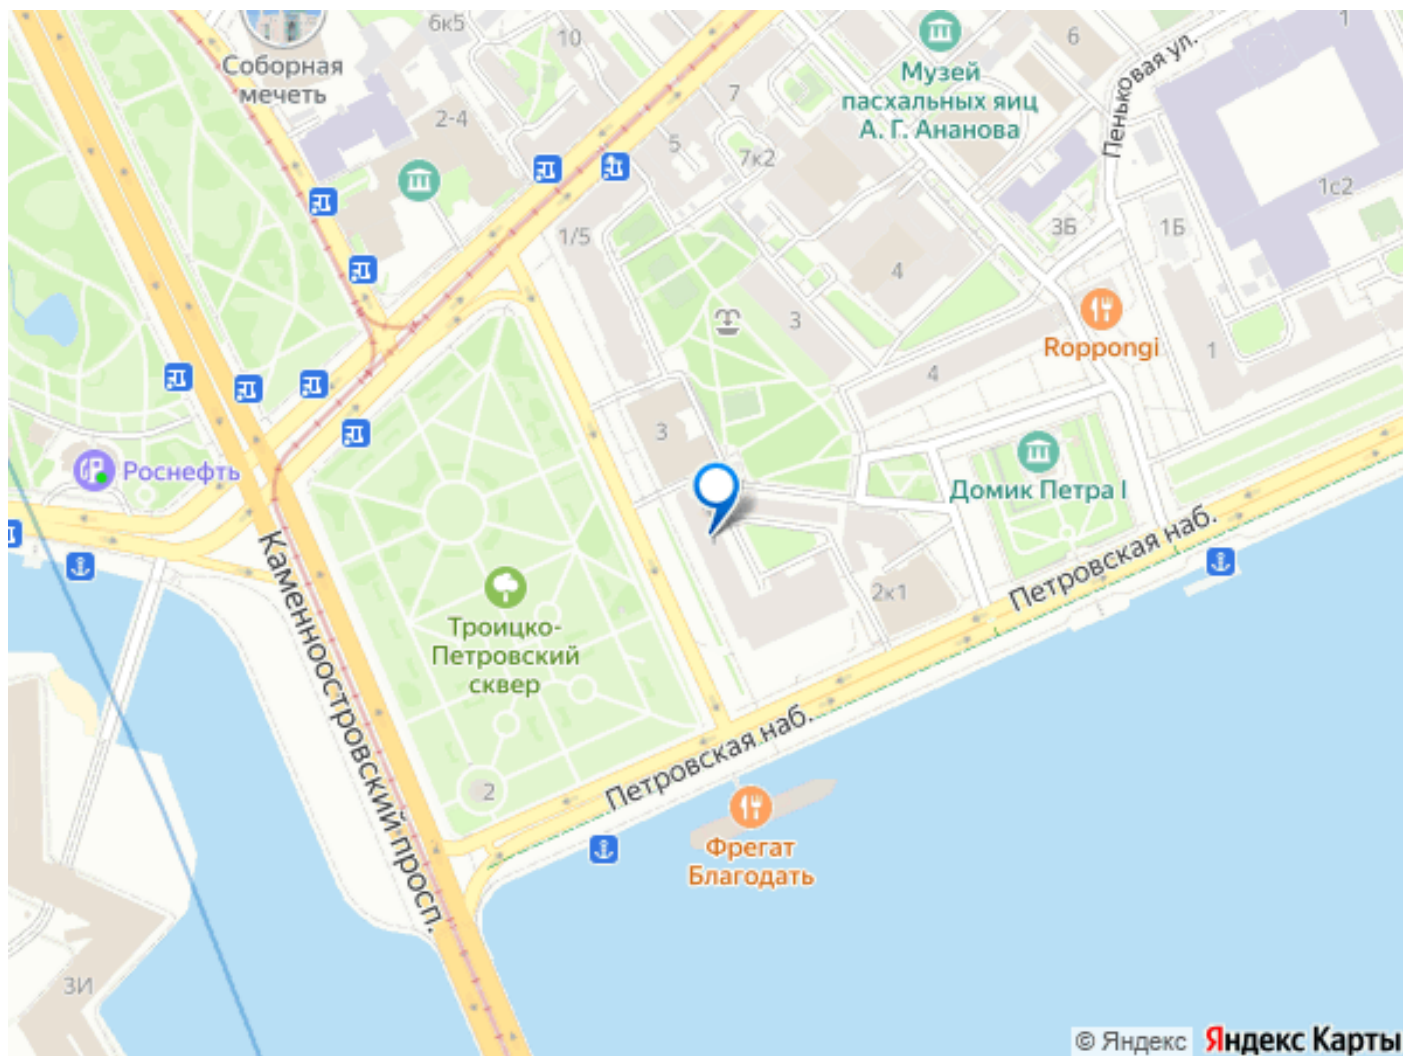 6к5
10
6
1
Соборная
мечеть
Музей
пасхальных яиц
А. Г. Ананова
Пеньковая ул.
2-4
7
5
7к2
1с2
1/5
3Б
1Б
4
3
Roppongi
1
4
3
Роснефть
Домик Петра I
Каменноостровский просп.
Петровская наб.
2к1
Троицко-
Петровский
сквер
Петровская наб.
2
Фрегат
Благодать
3И
© Яндекс Яндекс Карты